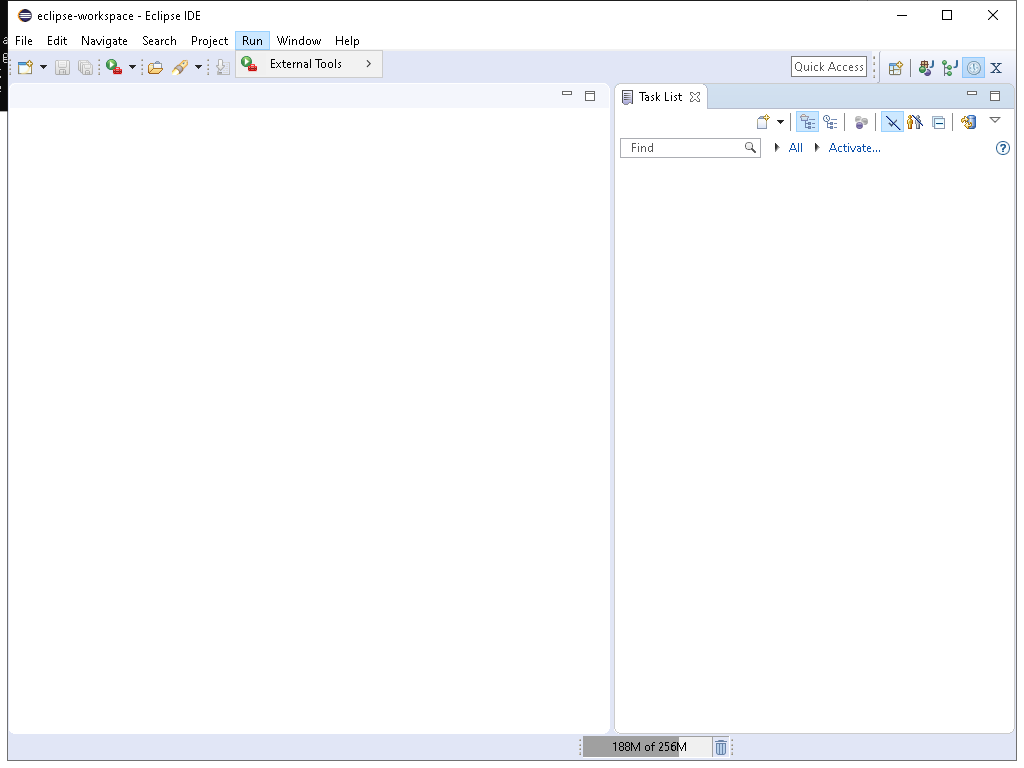 eclipse-workspace - Eclipse IDE
File Edit Navigate Search Project Run Window Help
External Tools
Quick Access
X
Task List
Find All Activate...
?
188M of 256M